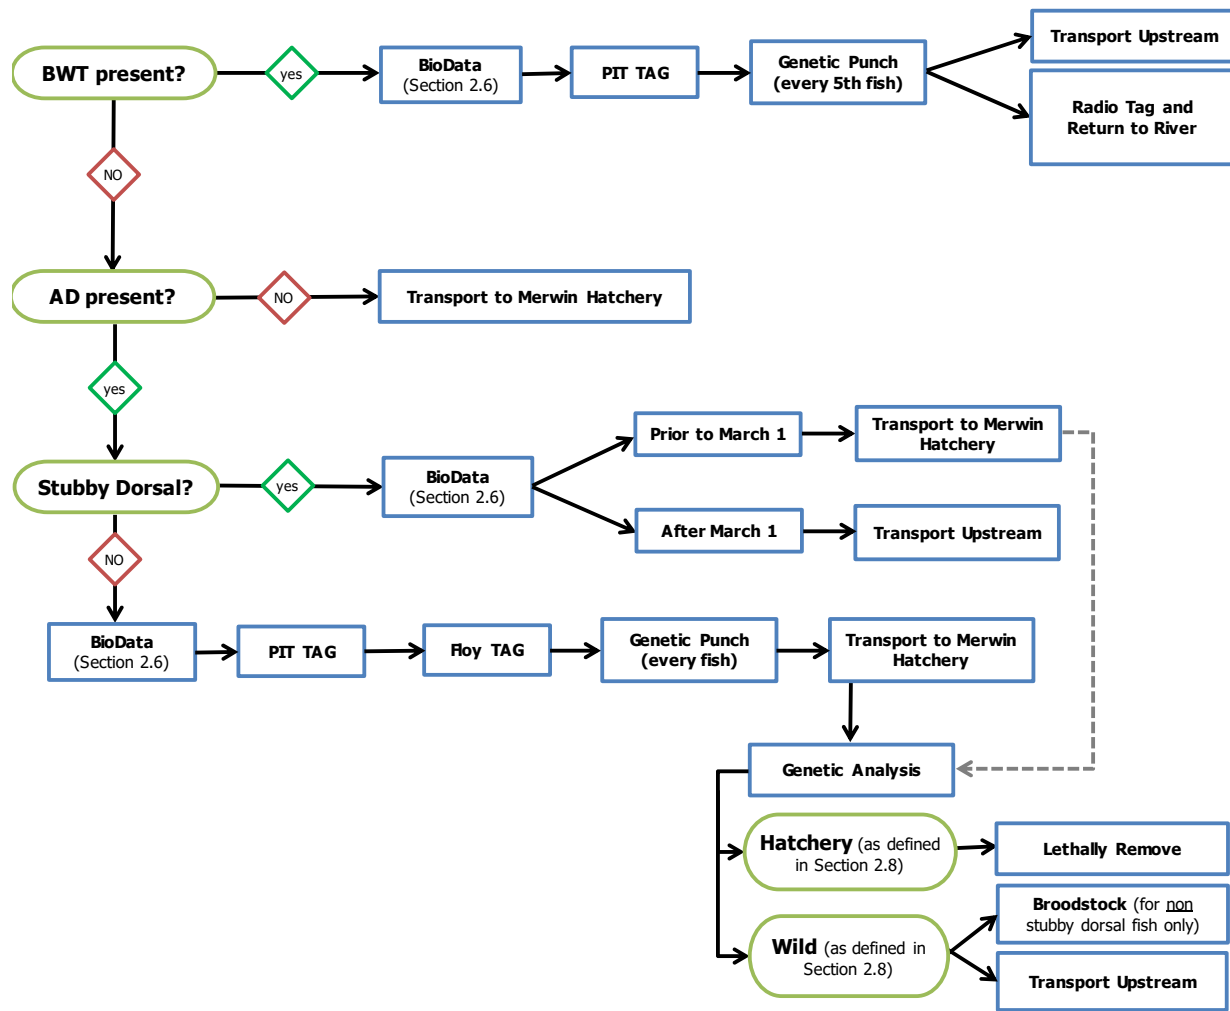 BWT present?
yes
BioData
(Section 2.6)
PIT TAG
Genetic Punch
(every 5th fish)
Transport Upstream
Radio Tag and
Return to River
NO
AD present?
NO
Transport to Merwin Hatchery
yes
Stubby Dorsal?
yes
BioData
(Section 2.6)
Prior to March 1
Transport to Merwin
Hatchery
After March 1
Transport Upstream
NO
BioData
(Section 2.6)
PIT TAG
Floy TAG
Genetic Punch
(every fish)
Transport to Merwin
Hatchery
Genetic Analysis
Hatchery (as defined
in Section 2.8)
Lethally Remove
Wild (as defined in
Section 2.8)
Broodstock (for non
stubby dorsal fish only)
Transport Upstream